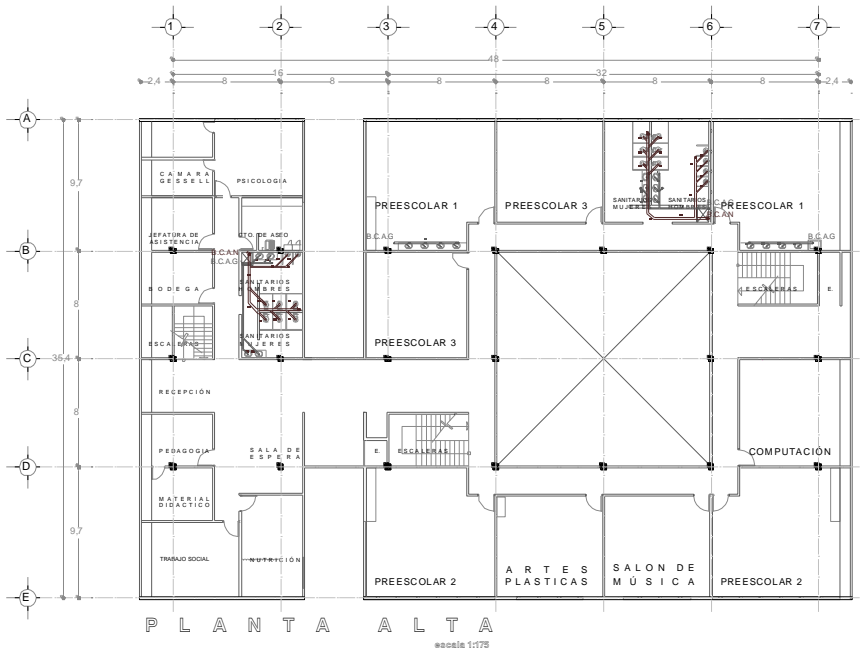 1 2 3 4 5 6 7
48
16 32
2,4 8 8 8 8 8 8 2,4
A
9,7
CAMARA
GESSELL
PSICOLOGIA
PREESCOLAR 1
PREESCOLAR 3
SANITARIOS
MUJERES
SANITARIOS
HOMBRES
B.C.A.G
B.C.A.N
PREESCOLAR 1
JEFATURA DE
ASISTENCIA
CTO. DE ASEO
B.C.A.G
B
B.C.A.N
B.C.A.G
BODEGA
SANITARIOS
HOMBRES
ESCALERAS
E.
8
ESCALERAS
SANITARIOS
MUJERES
PREESCOLAR 3
C
35,4
RECEPCIÓN
8
PEDAGOGIA
SALA DE
ESPERA
E.
ESCALERAS
COMPUTACIÓN
D
MATERIAL
DIDACTICO
9,7
TRABAJO SOCIAL
NUTRICIÓN
PREESCOLAR 2
ARTES
PLASTICAS
SALON DE
MÚSICA
PREESCOLAR 2
E
PLANTA ALTA
escala 1:175